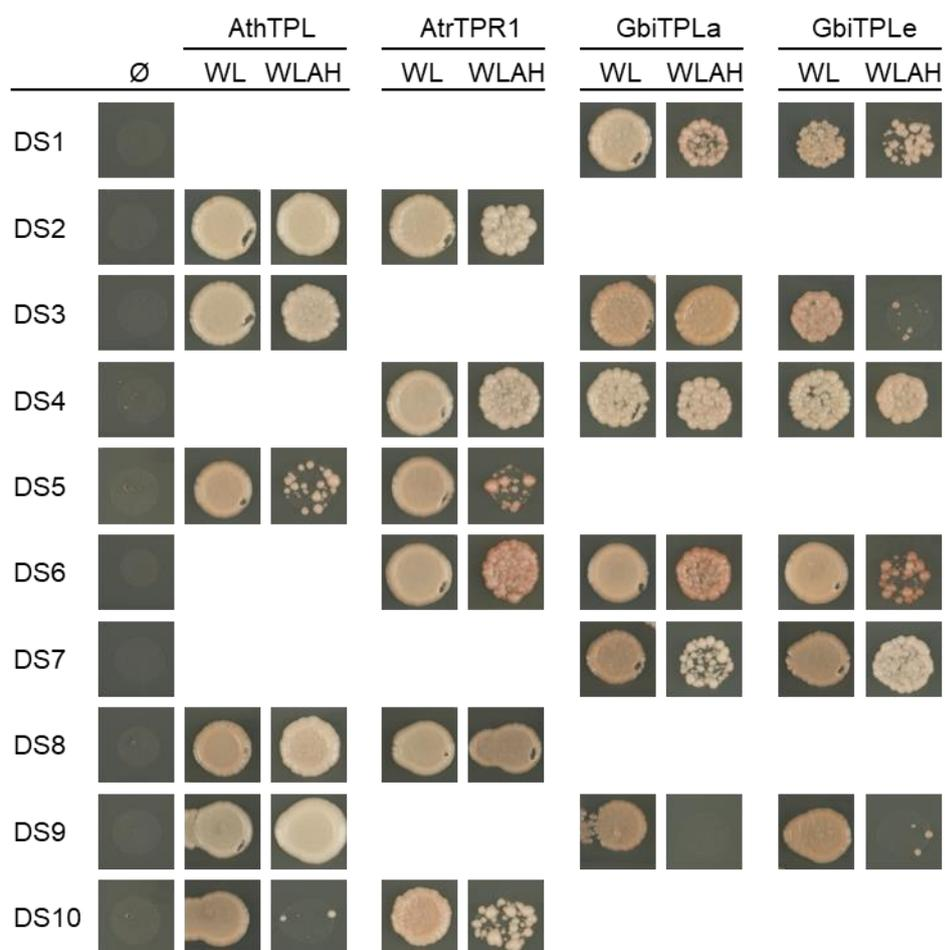 AthTPL AtrTPR1 GbiTPLa GbiTPLe
Ø WL WLAH WL WLAH WL WLAH WL WLAH
DS1
DS2
DS3
DS4
DS5
DS6
DS7
DS8
DS9
DS10